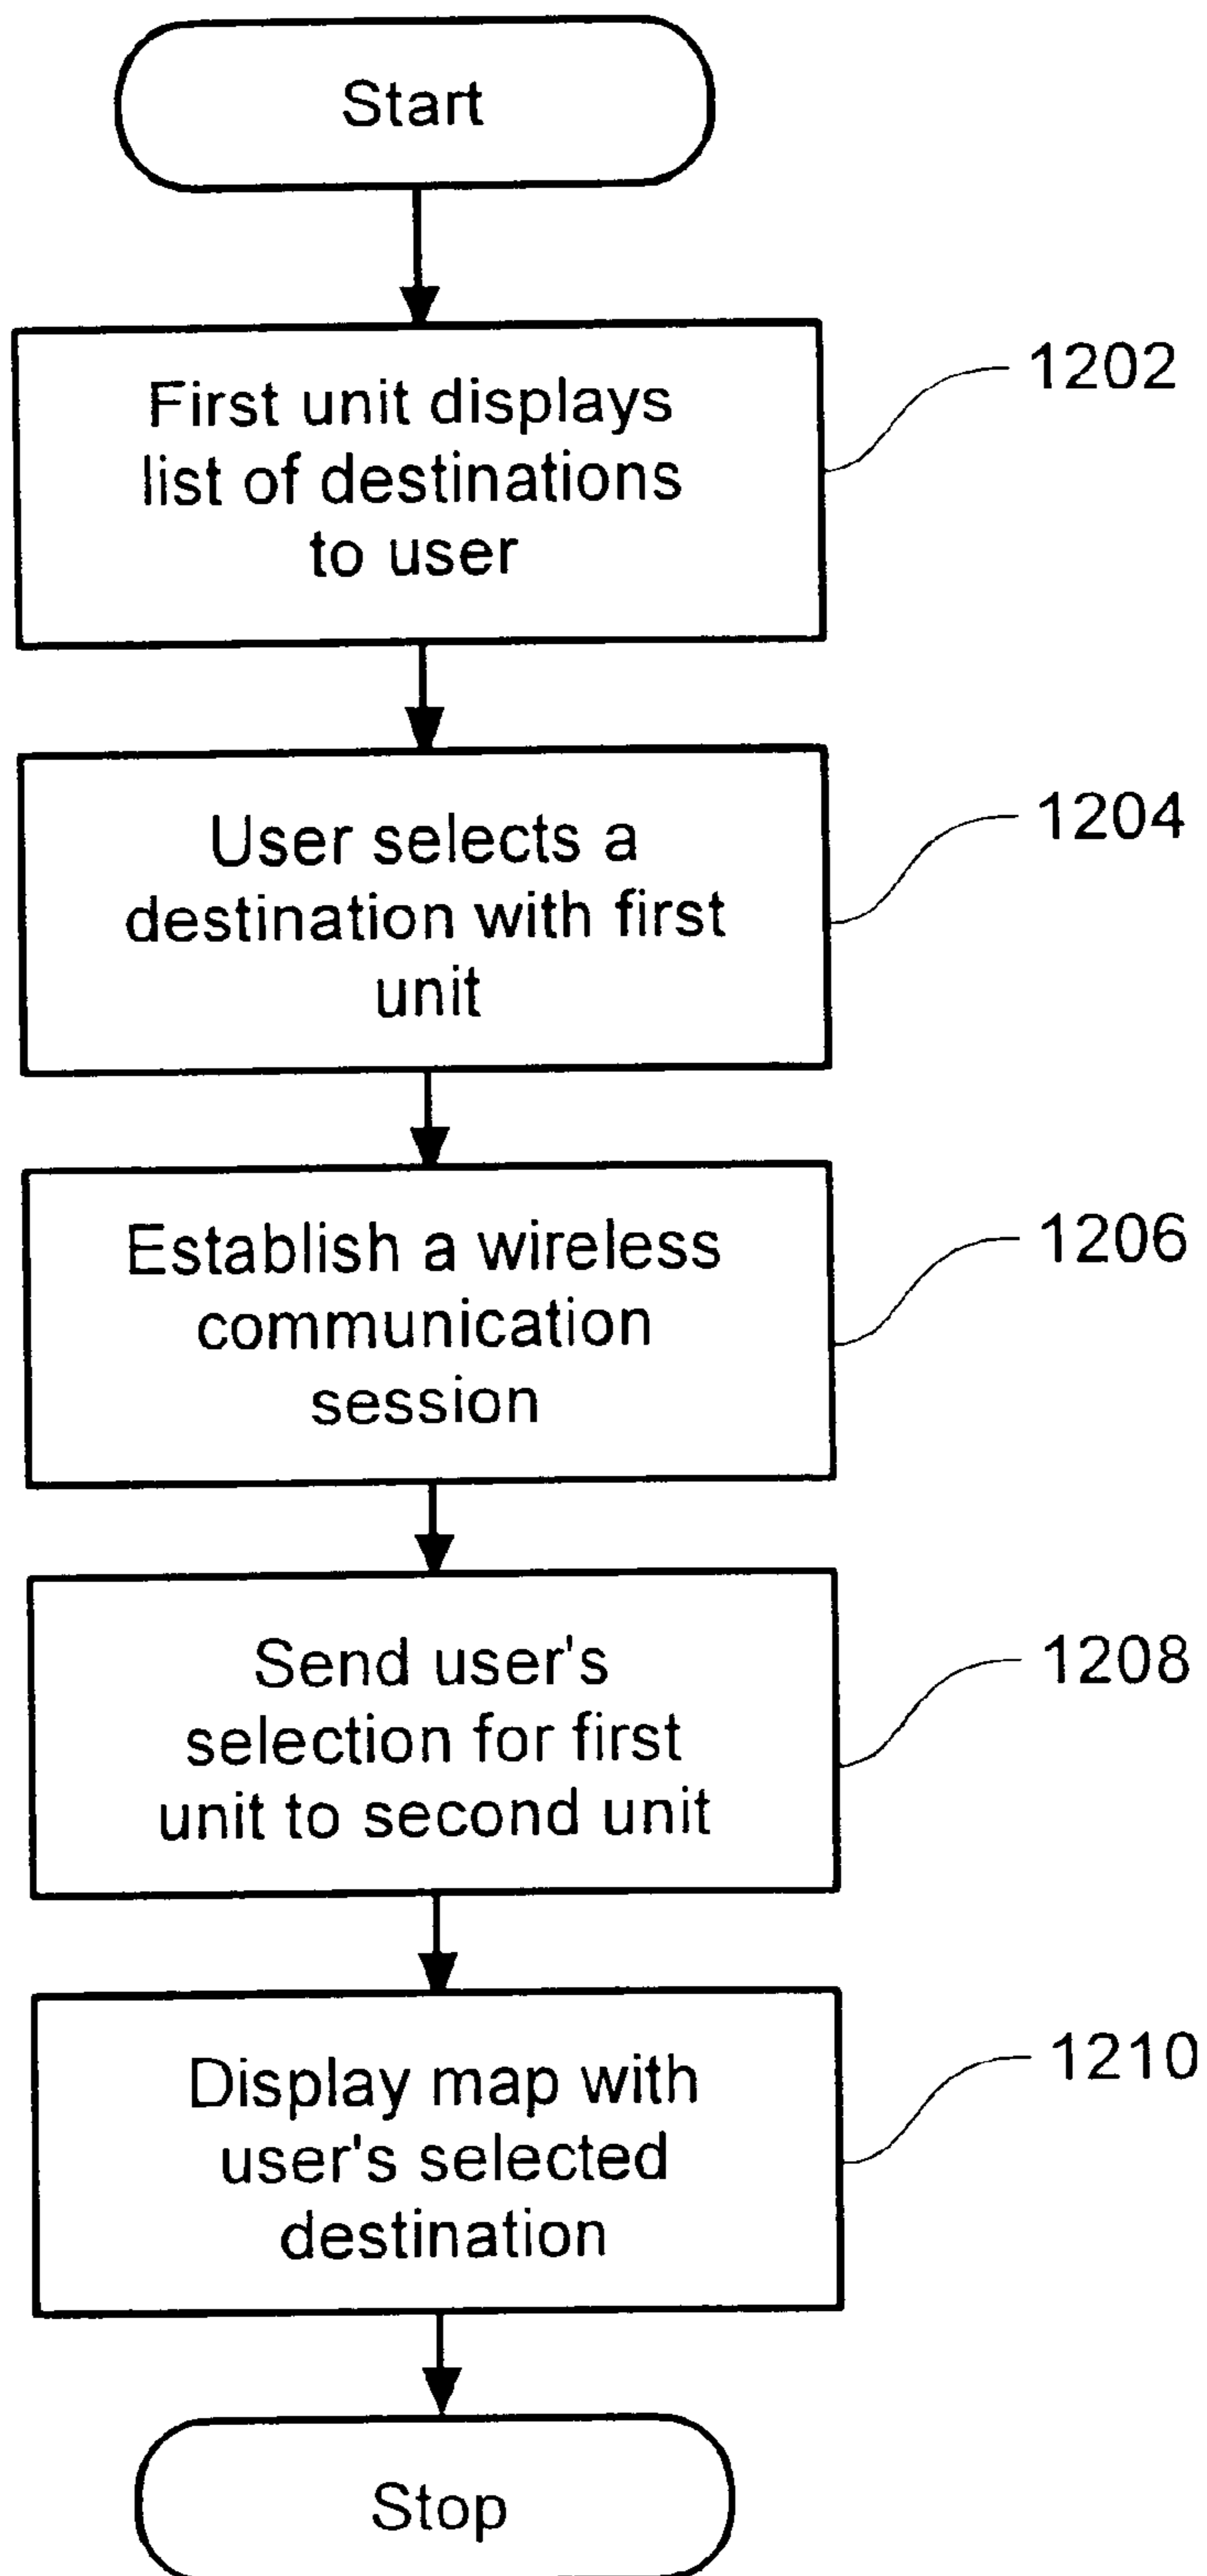 Start
First unit displays
list of destinations
to user
1202
User selects a
destination with first
unit
1204
Establish a wireless
communication
session
1206
Send user's
selection for first
unit to second unit
1208
Display map with
user's selected
destination
1210
Stop